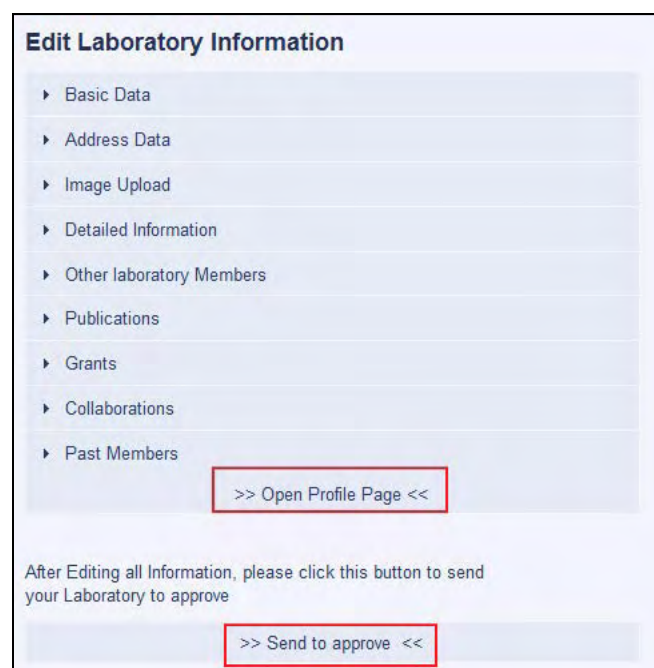 Edit Laboratory Information
Basic Data
Address Data
Image Upload
Detailed Information
Other laboratory Members
Publications
Grants
Collaborations
Past Members
>> Open Profile Page <<
After Editing all Information, please click this button to send
your Laboratory to approve
>> Send to approve <<